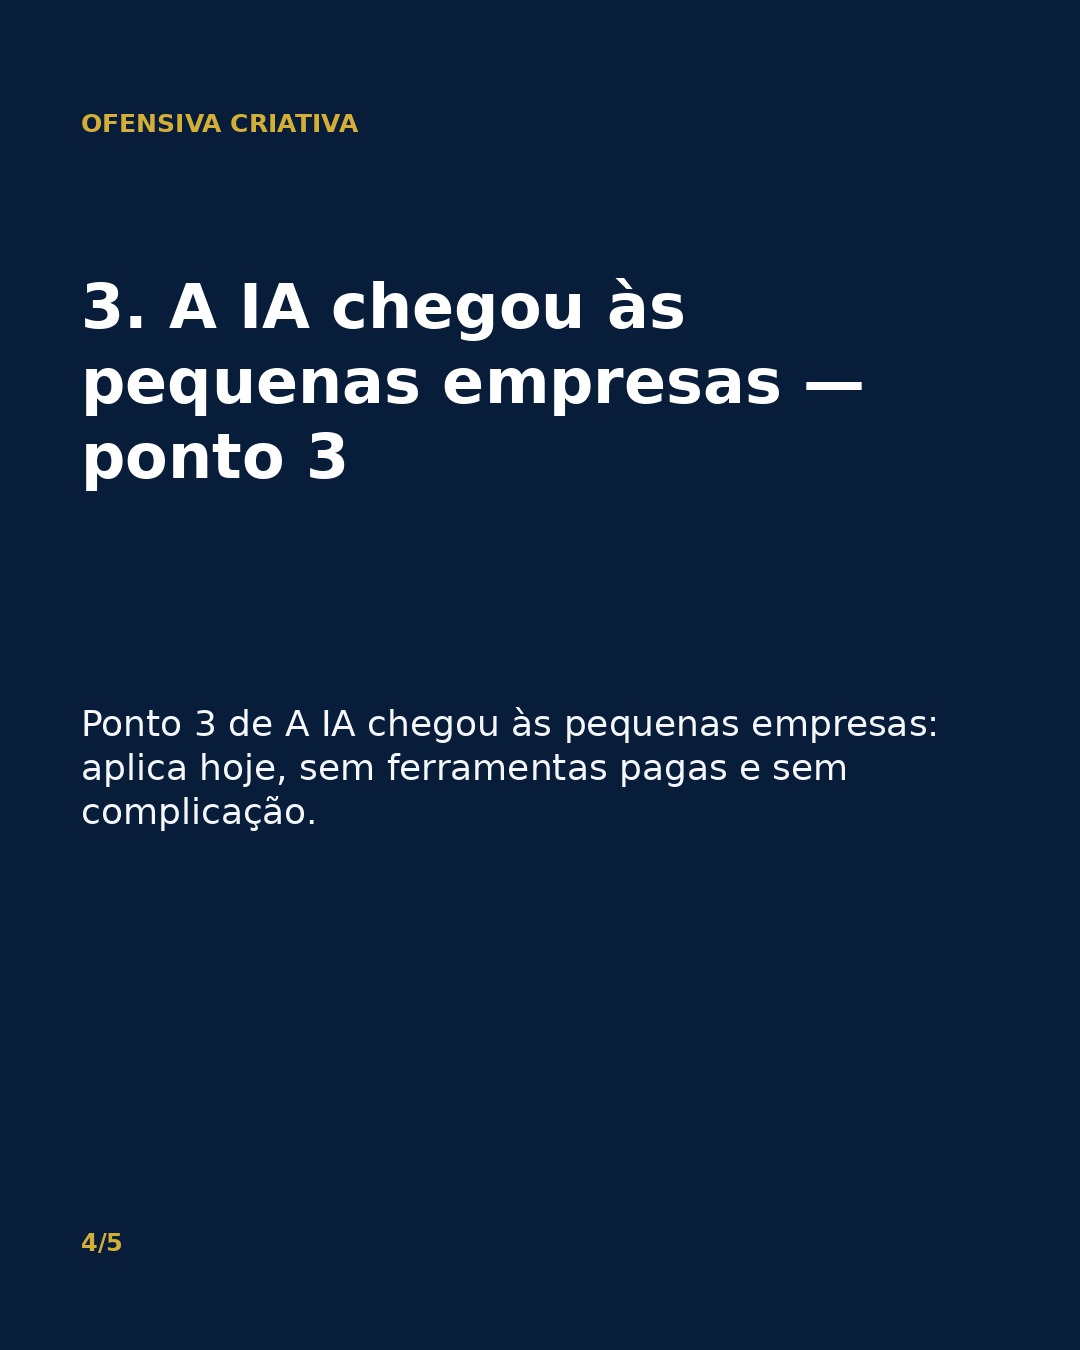 OFENSIVA CRIATIVA
3. A IA chegou às
pequenas empresas —
ponto 3
Ponto 3 de A IA chegou às pequenas empresas:
aplica hoje, sem ferramentas pagas e sem
complicação.
4/5